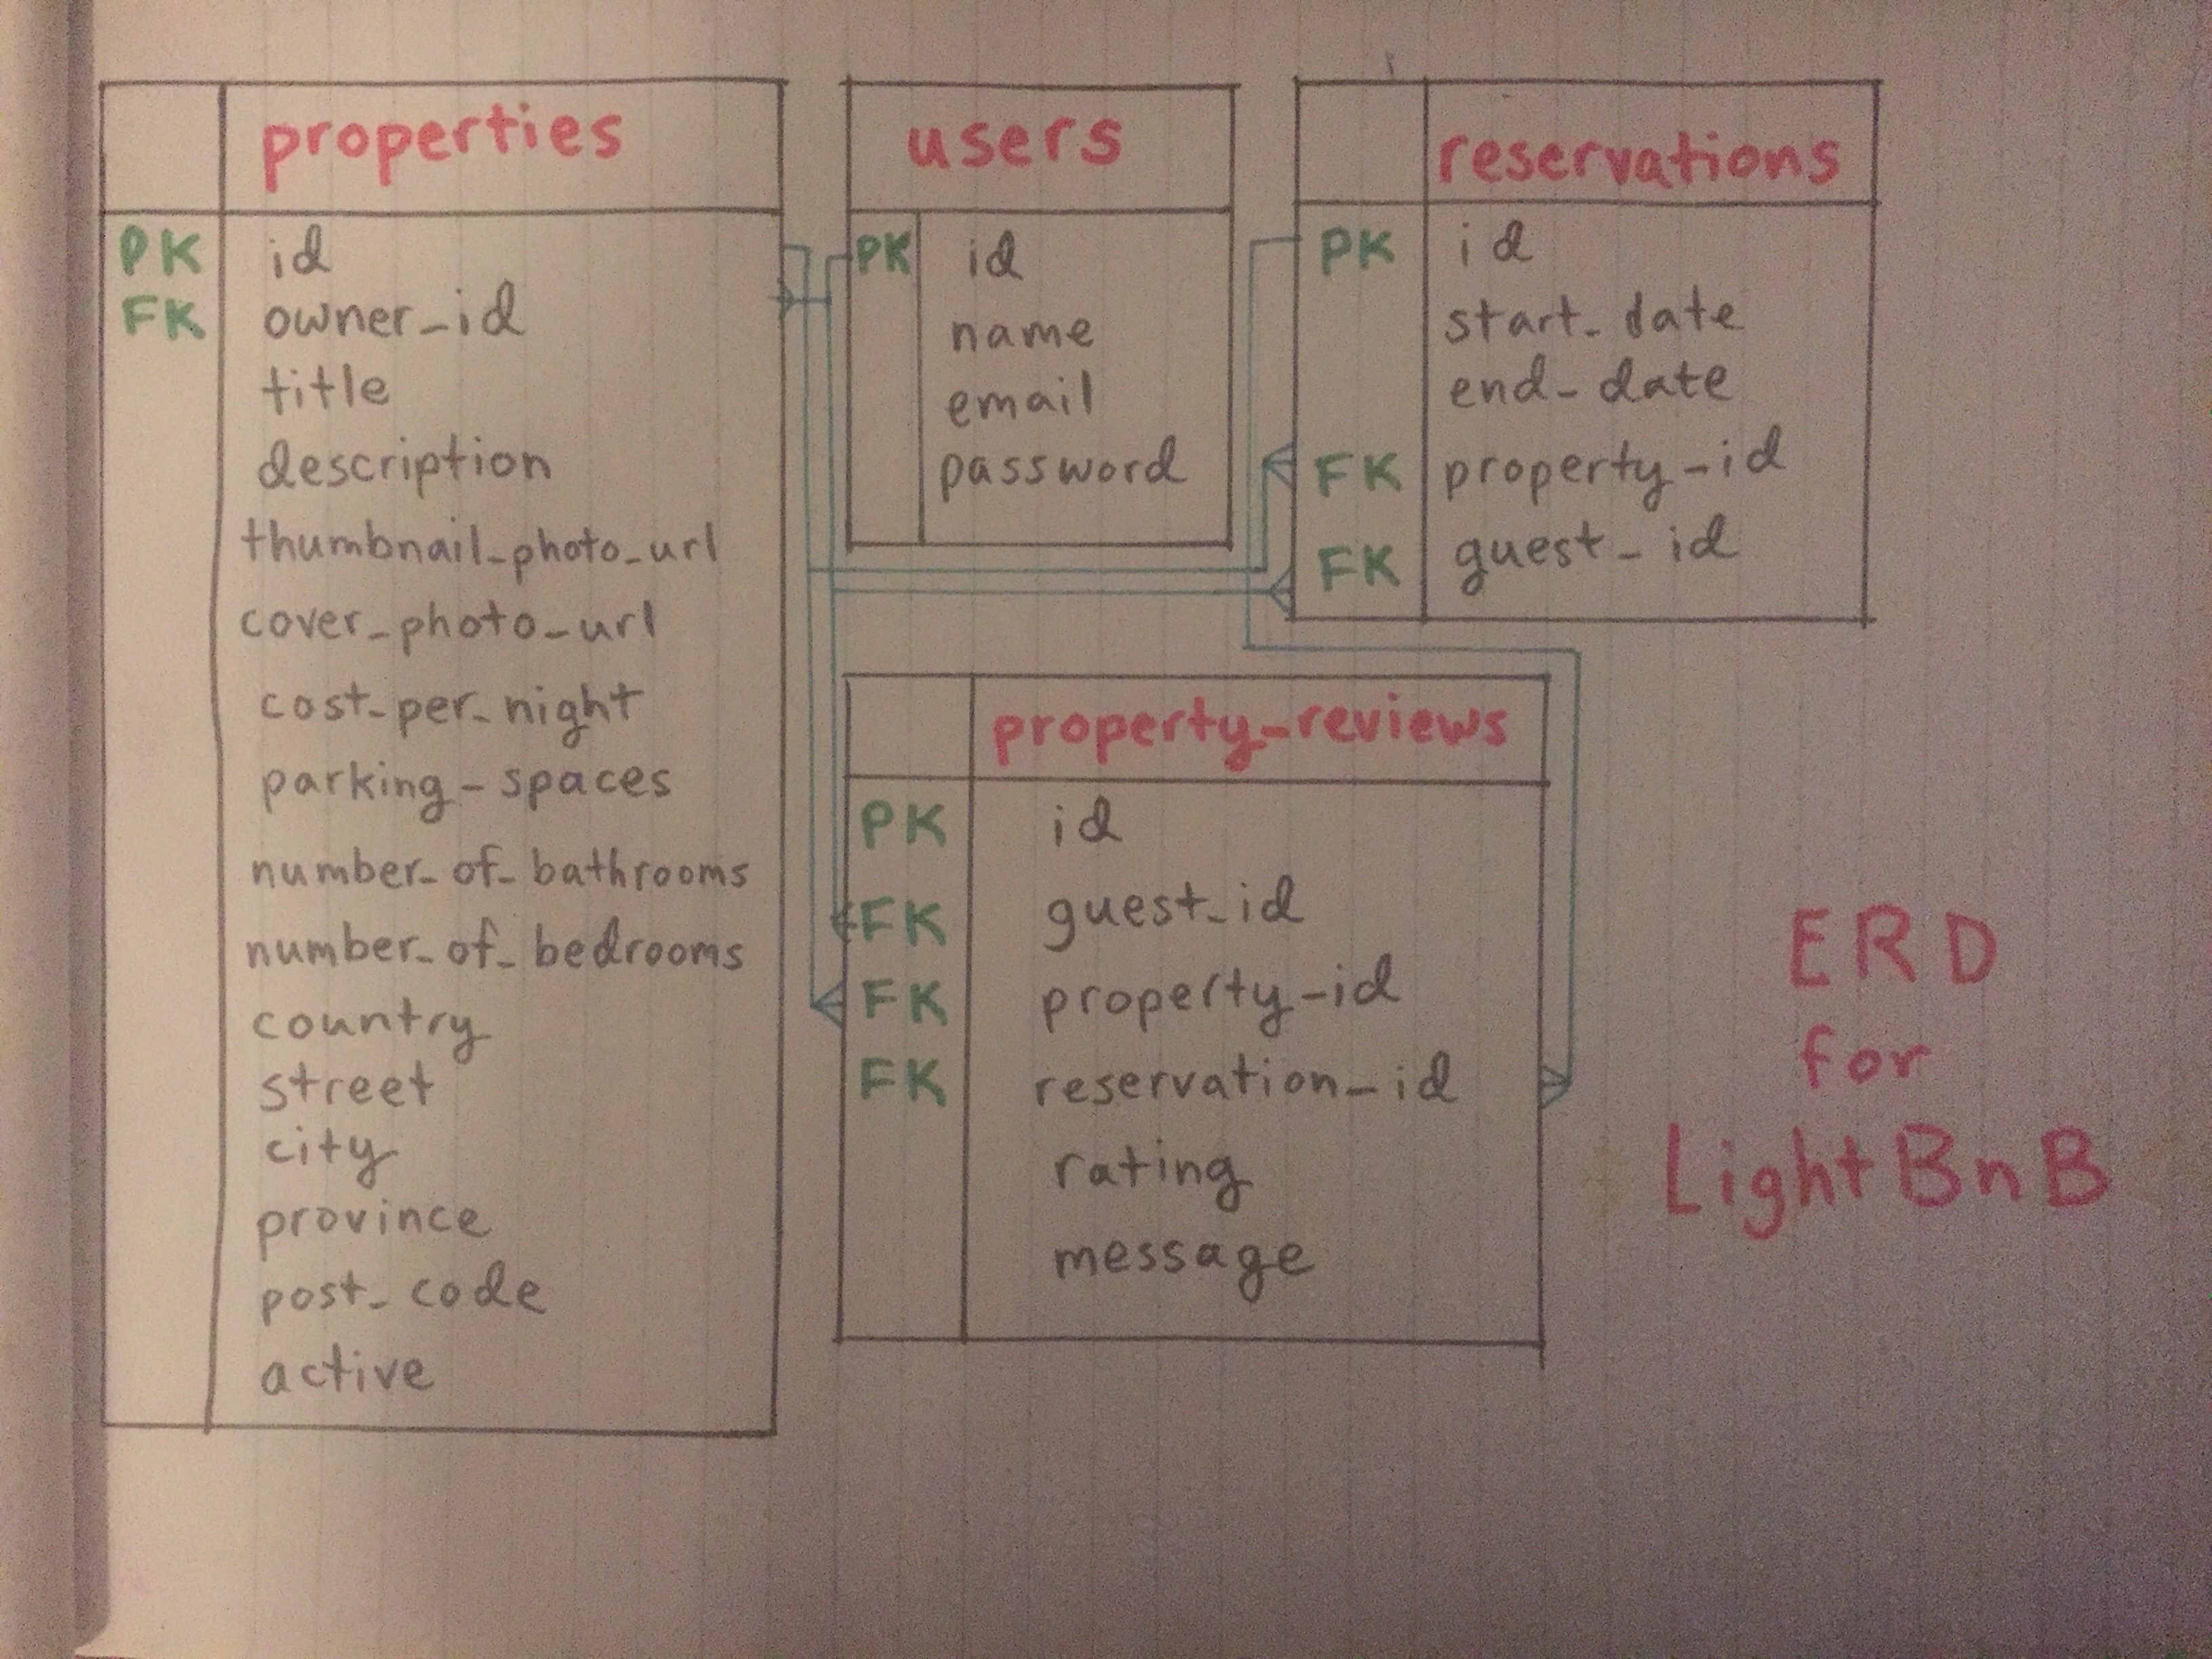 properties
PK id
FK owner_id
title
description
thumbnail_photo_url
cover_photo_url
cost_per_night
parking_spaces
number_of_bathrooms
number_of_bedrooms
country
street
city
province
post_code
active
users
PK id
name
email
password
reservations
PK id
start_date
end_date
FK property_id
FK guest_id
property_reviews
PK id
FK guest_id
FK property_id
FK reservation_id
rating
message
ERD
for
LightBnB